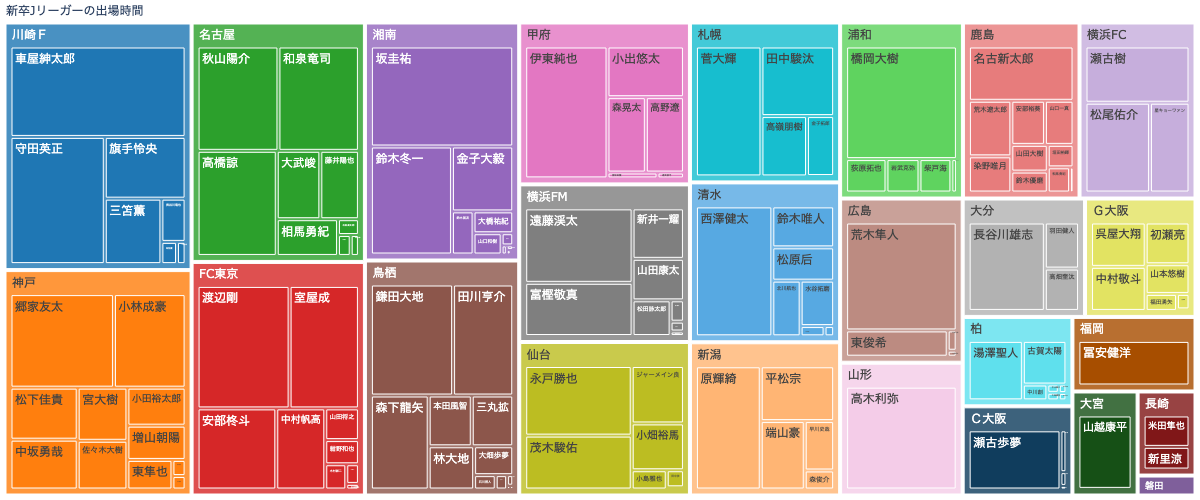 新卒Jリーガーの出場時間
川崎Ｆ
車屋紳太郎
守田英正
旗手怜央
三笘薫
神戸
郷家友太
小林成豪
松下佳貴
宮大樹
小田裕太郎
増山朝陽
中坂勇哉
佐々木大樹
東隼也
名古屋
秋山陽介
和泉竜司
高橋諒
大武峻
藤井陽也
相馬勇紀
FC東京
渡辺剛
室屋成
安部柊斗
中村帆高
山田将之
湘南
坂圭祐
鈴木冬一
金子大毅
大橋祐紀
山口和樹
鳥栖
鎌田大地
田川亨介
森下龍矢
本田風智
三丸拡
林大地
大畑歩夢
甲府
伊東純也
小出悠太
森晃太
高野遼
横浜FM
遠藤渓太
新井一耀
山田康太
富樫敬真
松田詠太郎
仙台
永戸勝也
ジャーメイン良
小畑裕馬
茂木駿佑
小島雅也
札幌
菅大輝
田中駿汰
高嶺朋樹
金子拓郎
清水
西澤健太
鈴木唯人
松原后
北川航也
水谷拓磨
新潟
原輝綺
平松宗
端山豪
早川史哉
森俊介
浦和
橋岡大樹
荻原拓也
岩武克弥
柴戸海
広島
荒木隼人
東俊希
山形
高木利弥
鹿島
名古新太郎
荒木遼太郎
安部裕葵
山口一真
山田大樹
染野唯月
鈴木優磨
大分
長谷川雄志
羽田健人
高畑奎汰
柏
湯澤聖人
古賀太陽
中川創
Ｃ大阪
瀬古歩夢
横浜FC
瀬古樹
松尾佑介
星キョーワァン
Ｇ大阪
呉屋大翔
初瀬亮
中村敬斗
山本悠樹
福田湧矢
福岡
冨安健洋
大宮
山越康平
長崎
米田隼也
新里涼
磐田